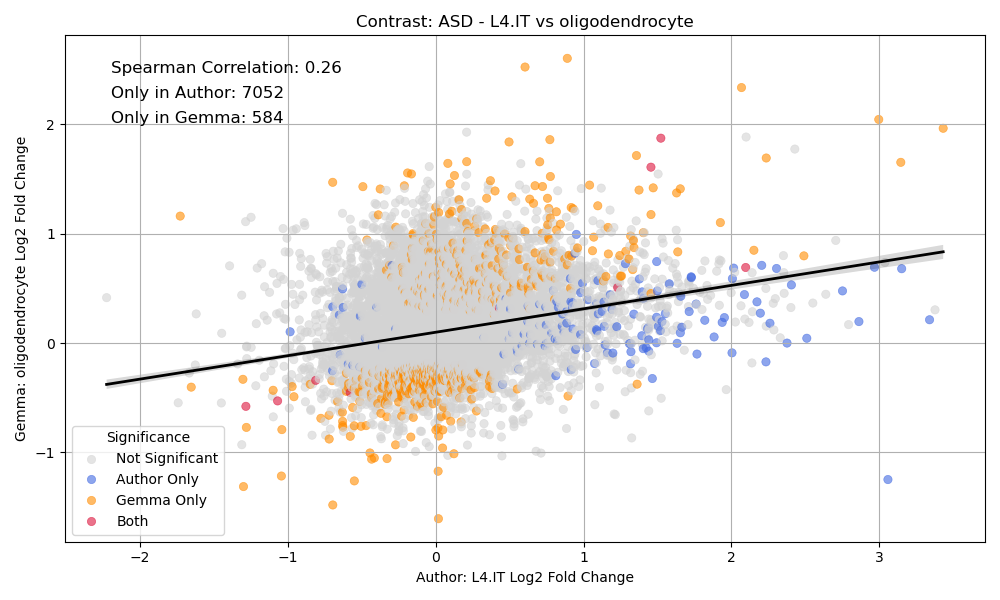 Contrast: ASD - L4.IT vs oligodendrocyte
Spearman Correlation: 0.26
Only in Author: 7052
Only in Gemma: 584
Gemma: oligodendrocyte Log2 Fold Change
2
1
0
−1
Significance
Not Significant
Author Only
Gemma Only
Both
−2 −1 0 1 2 3
Author: L4.IT Log2 Fold Change